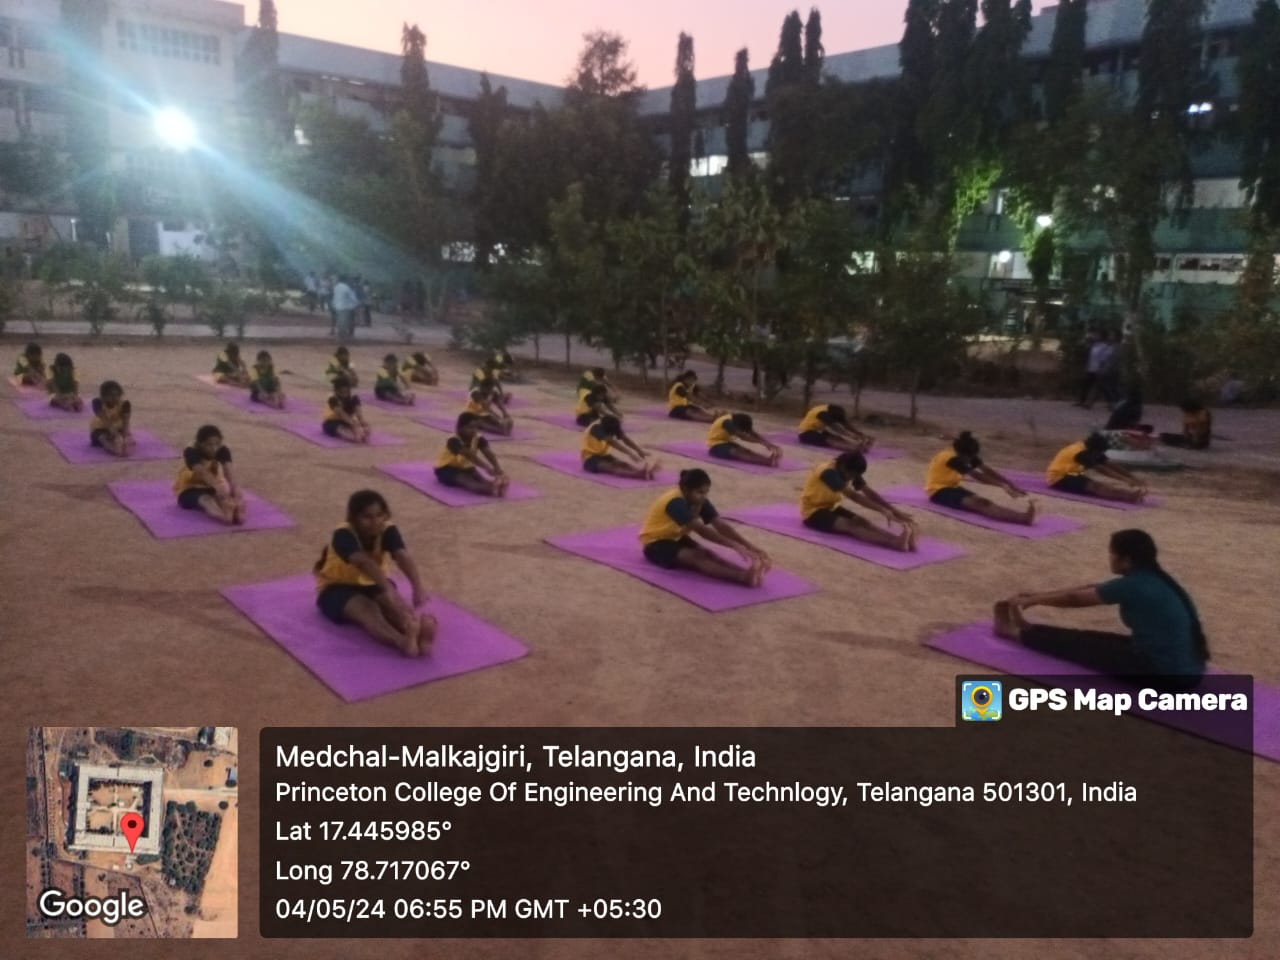 GPS Map Camera
Medchal-Malkajgiri, Telangana, India
Princeton College Of Engineering And Technlogy, Telangana 501301, India
Lat 17.445985°
Long 78.717067°
04/05/24 06:55 PM GMT +05:30
Google